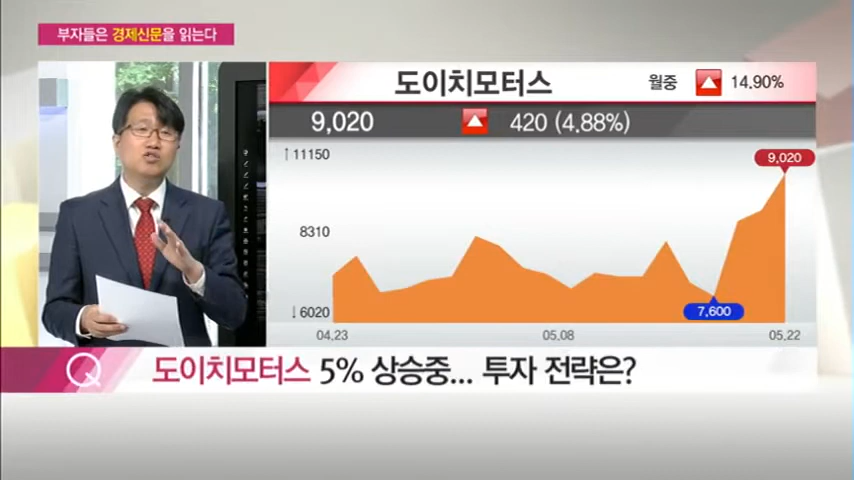 부자들은 경제신문을 읽는다
도이치모터스
월중 ▲ 14.90%
9,020 ▲ 420 (4.88%)
↑11150
9,020
8310
7,600
↓6020
04,23 05,08 05,22
Q 도이치모터스 5% 상승중... 투자 전략은?